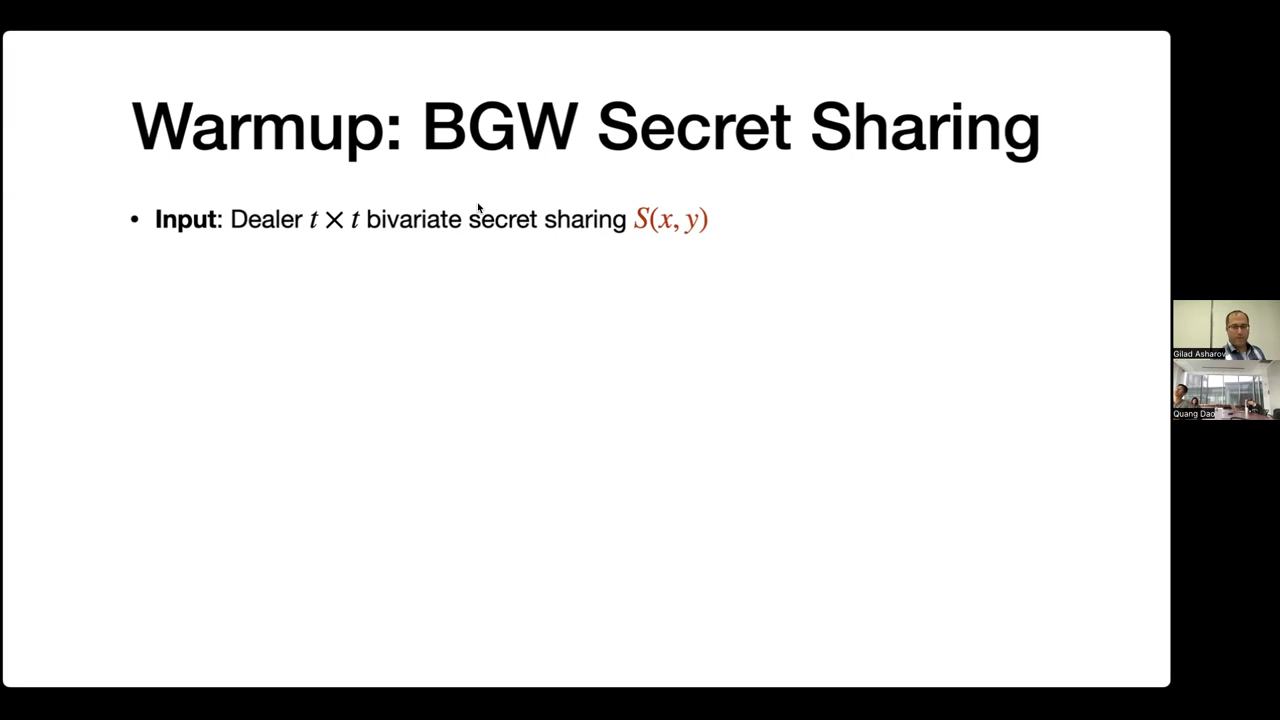 Warmup: BGW Secret Sharing
• Input: Dealer t × t bivariate secret sharing S(x, y)
Gilad Asharov
Quang Dao